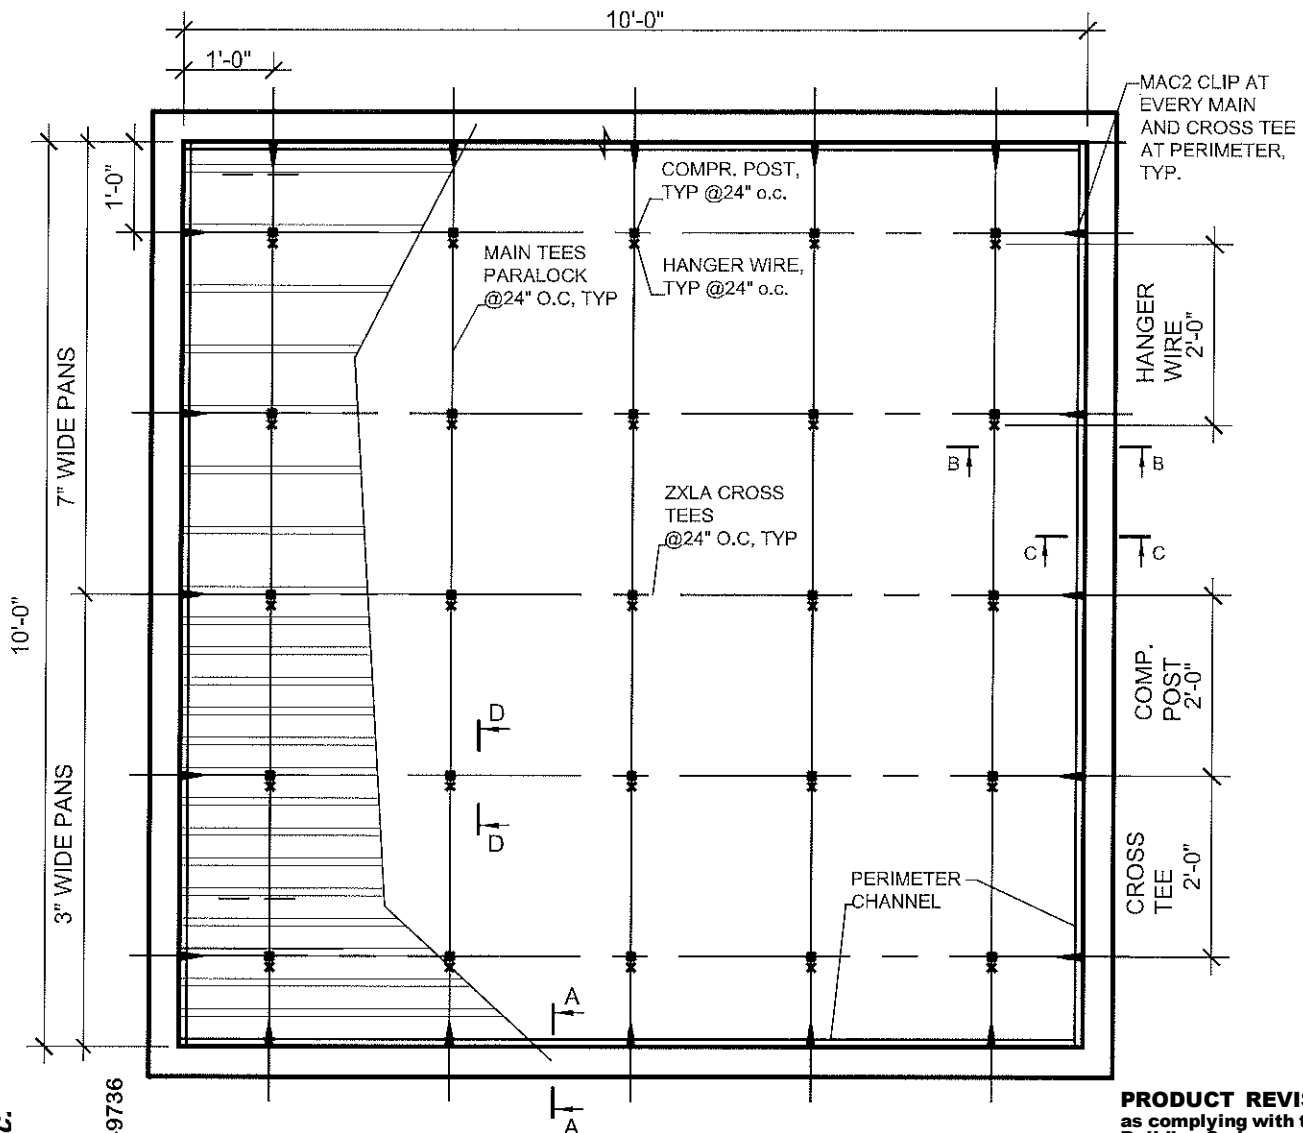 10'-0"
1'-0"
MAC2 CLIP AT
EVERY MAIN
AND CROSS TEE
AT PERIMETER,
TYP.
1'-0"
COMPR. POST,
TYP @24" o.c.
MAIN TEES
PARALOCK
@24" O.C, TYP
HANGER WIRE,
TYP @24" o.c.
HANGER
WIRE
2'-0"
7" WIDE PANS
B
B
ZXLA CROSS
TEES
@24" O.C, TYP
C
C
10'-0"
COMP.
POST
2'-0"
D
D
3" WIDE PANS
PERIMETER
CHANNEL
CROSS
TEE
2'-0"
A
A
9736
PRODUCT REVIS
as complying with t